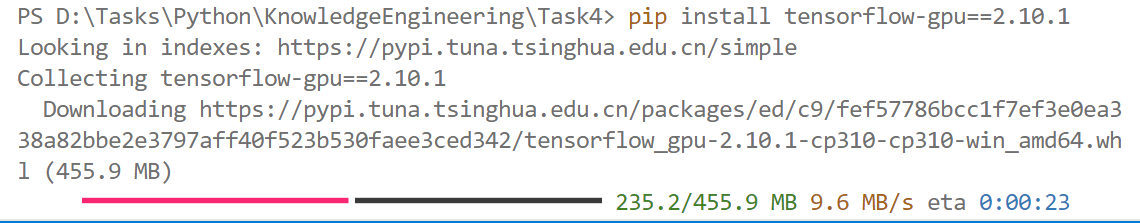 PS D:\Tasks\Python\KnowledgeEngineering\Task4> pip install tensorflow-gpu==2.10.1
Looking in indexes: https://pypi.tuna.tsinghua.edu.cn/simple
Collecting tensorflow-gpu==2.10.1
  Downloading https://pypi.tuna.tsinghua.edu.cn/packages/ed/c9/fef57786bcc1f7ef3e0ea3
38a82bbe2e3797aff40f523b530faee3ced342/tensorflow_gpu-2.10.1-cp310-cp310-win_amd64.wh
l (455.9 MB)
235.2/455.9 MB 9.6 MB/s eta 0:00:23